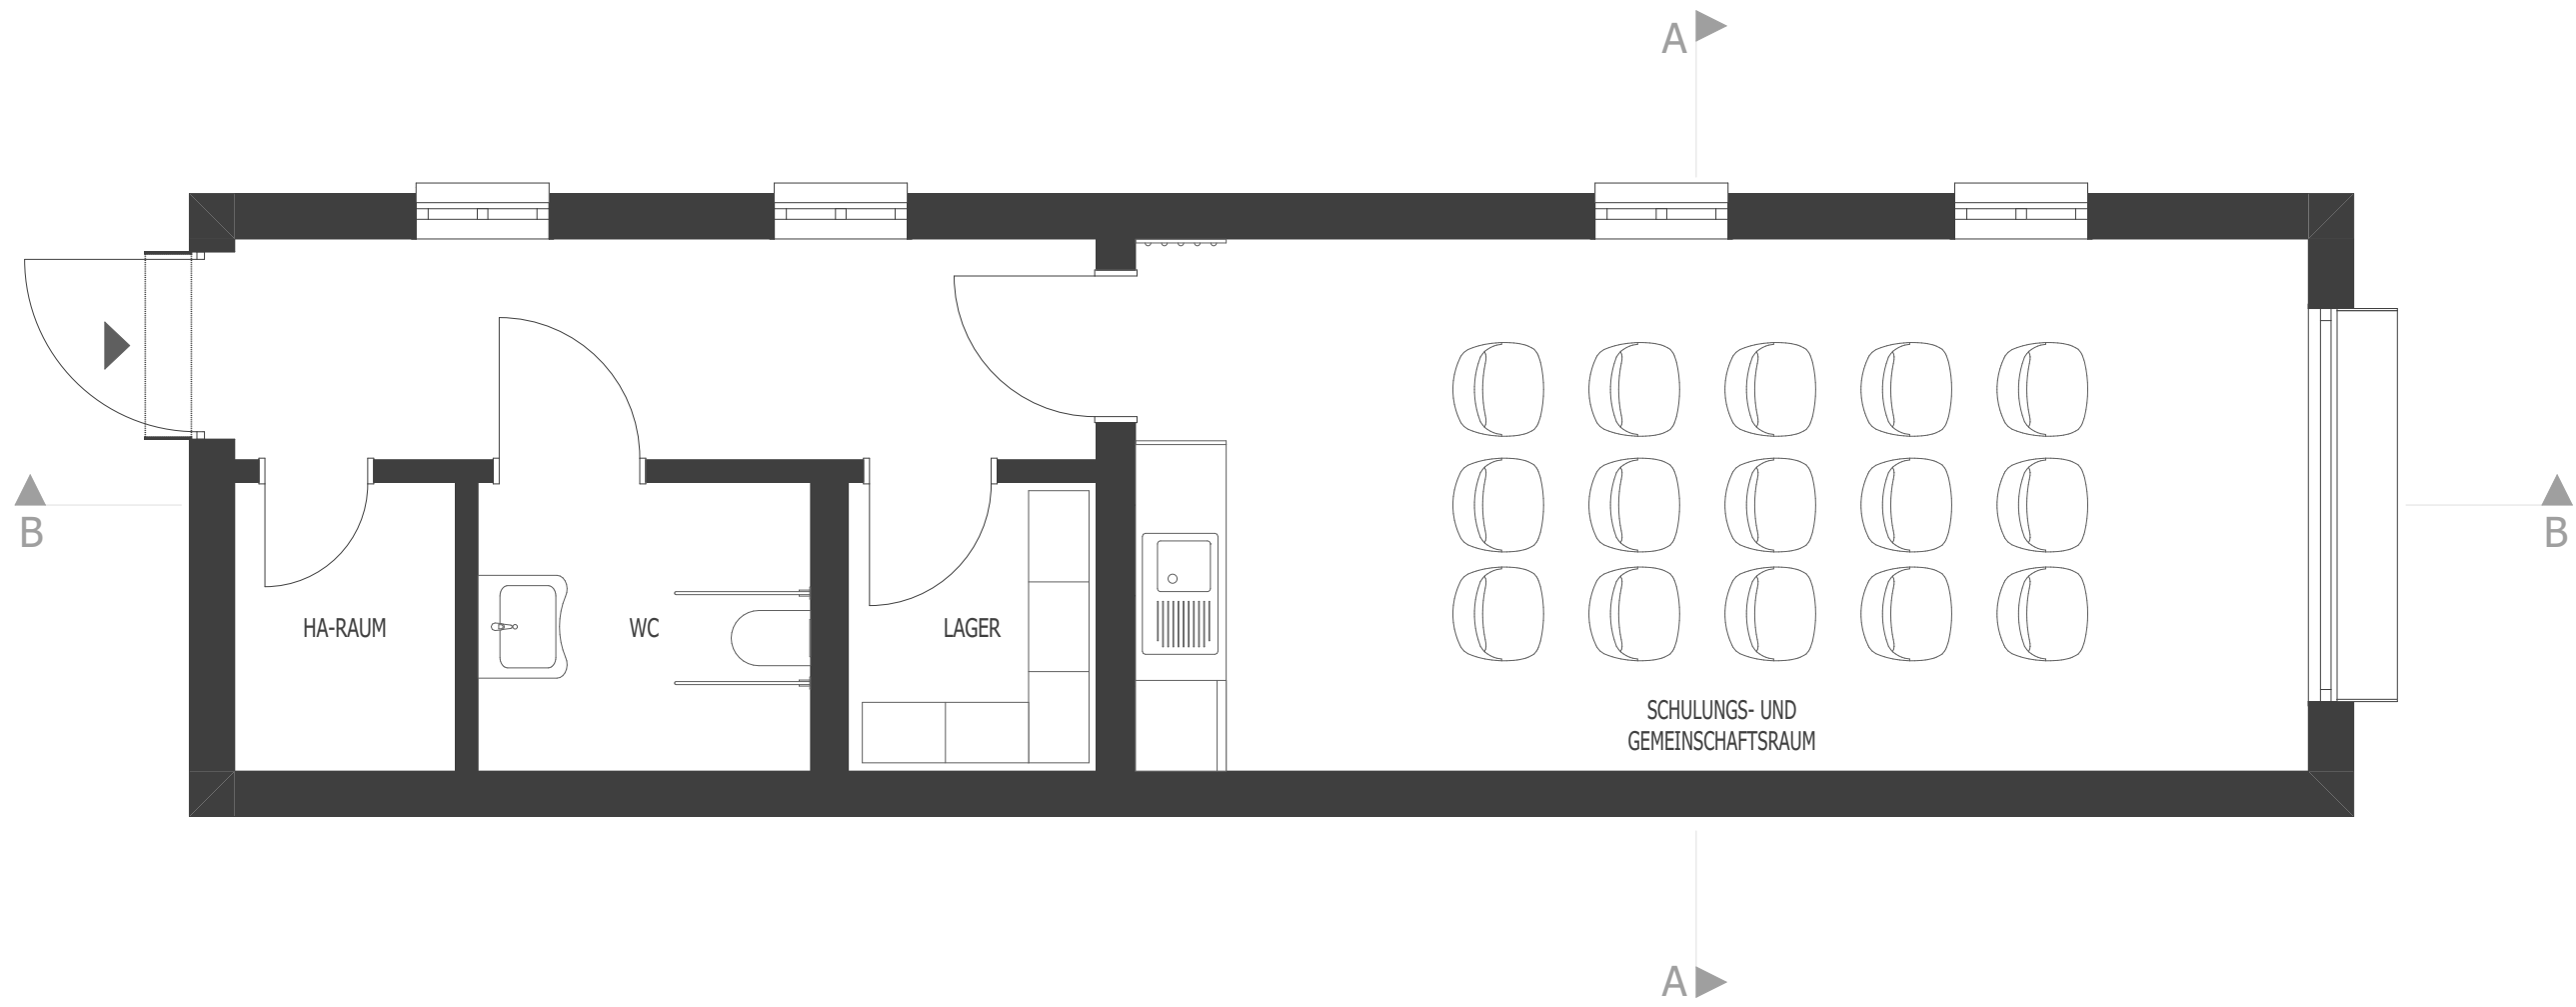 A
B
B
HA-RAUM
WC
LAGER
SCHULUNGS- UND
GEMEINSCHAFTSRAUM
A